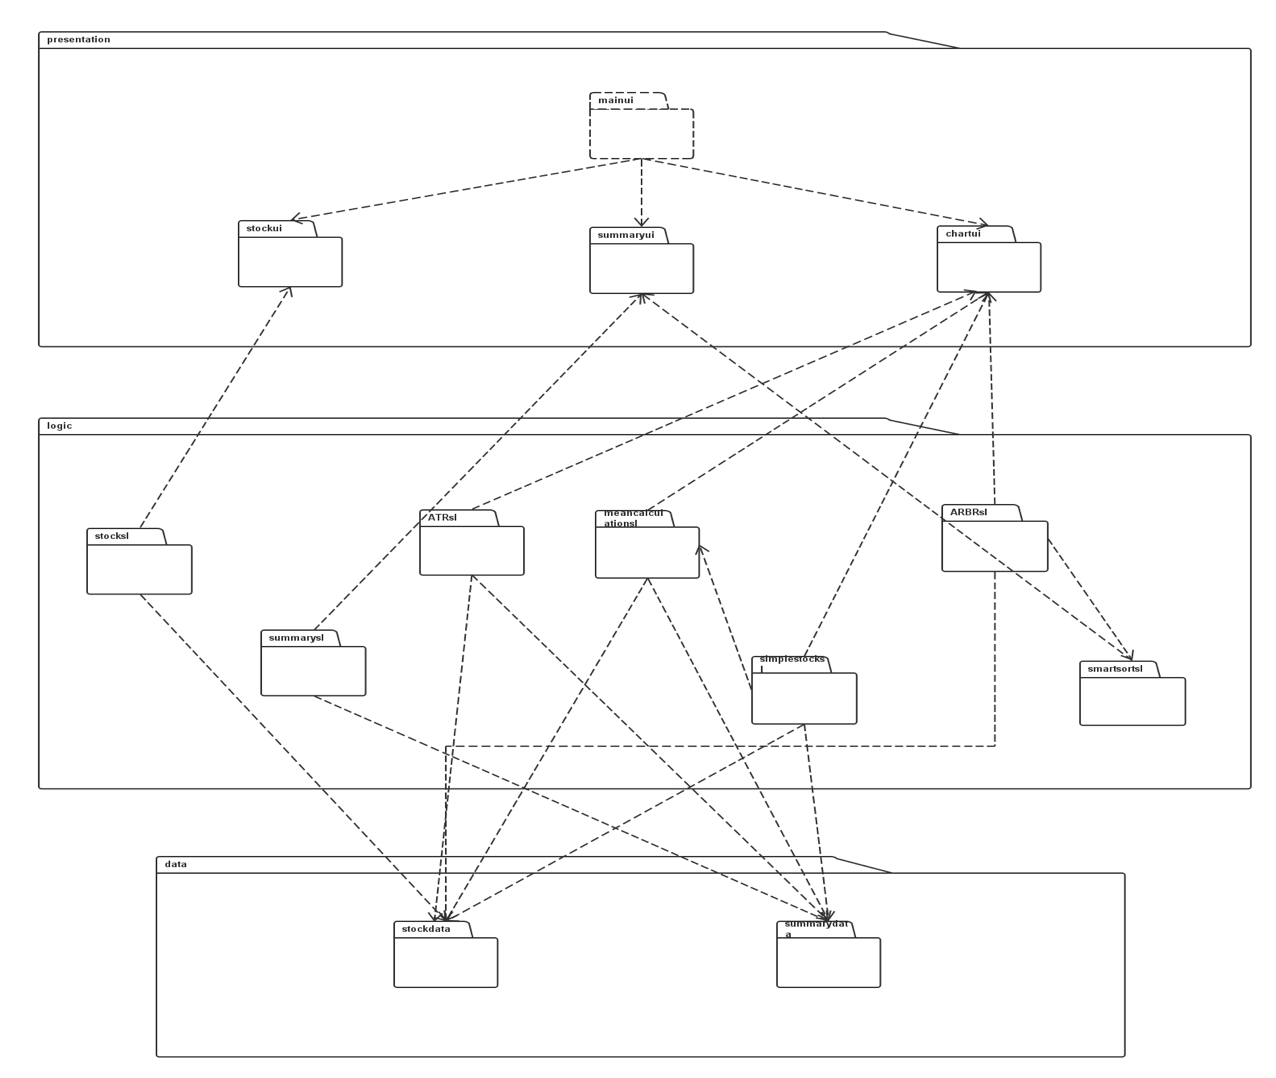 presentation
mainui
stockui
summaryui
chartui
logic
ATRsl
meancalcul
ationsl
ARBRsl
stocksl
summarysl
simplestocks
l
smartsortsl
data
stockdata
summarydat
a